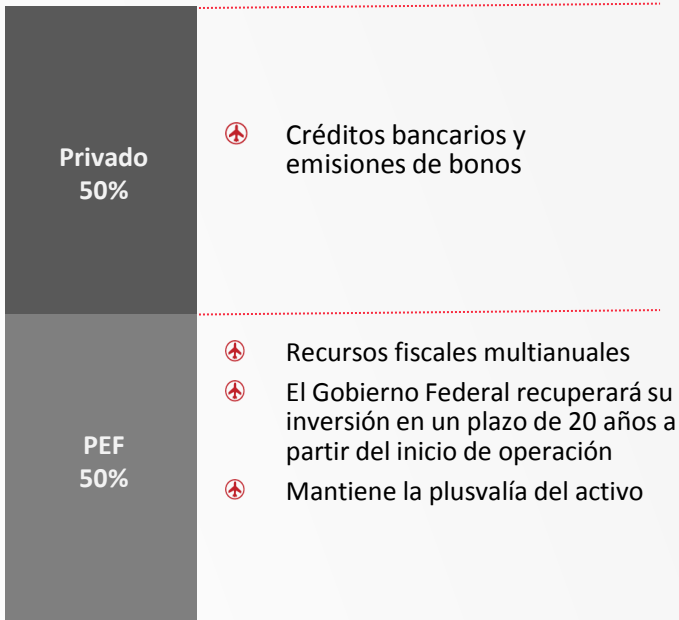 Privado
50%
Créditos bancarios y
emisiones de bonos
PEF
50%
Recursos fiscales multianuales
El Gobierno Federal recuperará su
inversión en un plazo de 20 años a
partir del inicio de operación
Mantiene la plusvalía del activo